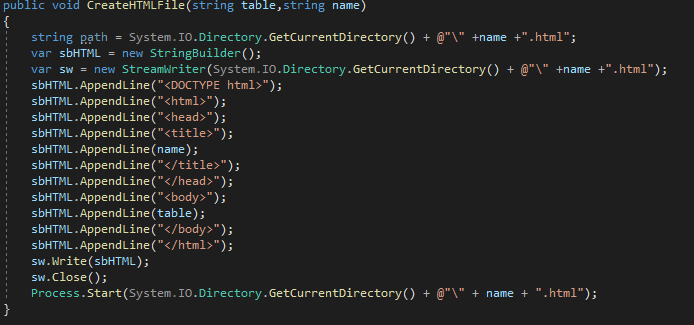 public void CreateHTMLFile(string table,string name)
{
string path = System.IO.Directory.GetCurrentDirectory() + @"\" +name +".html";
var sbHTML = new StringBuilder();
var sw = new StreamWriter(System.IO.Directory.GetCurrentDirectory() + @"\" +name +".html");
sbHTML.AppendLine("<DOCTYPE html>");
sbHTML.AppendLine("<html>");
sbHTML.AppendLine("<head>");
sbHTML.AppendLine("<title>");
sbHTML.AppendLine(name);
sbHTML.AppendLine("</title>");
sbHTML.AppendLine("</head>");
sbHTML.AppendLine("<body>");
sbHTML.AppendLine(table);
sbHTML.AppendLine("</body>");
sbHTML.AppendLine("</html>");
sw.Write(sbHTML);
sw.Close();
Process.Start(System.IO.Directory.GetCurrentDirectory() + @"\" + name + ".html");
}